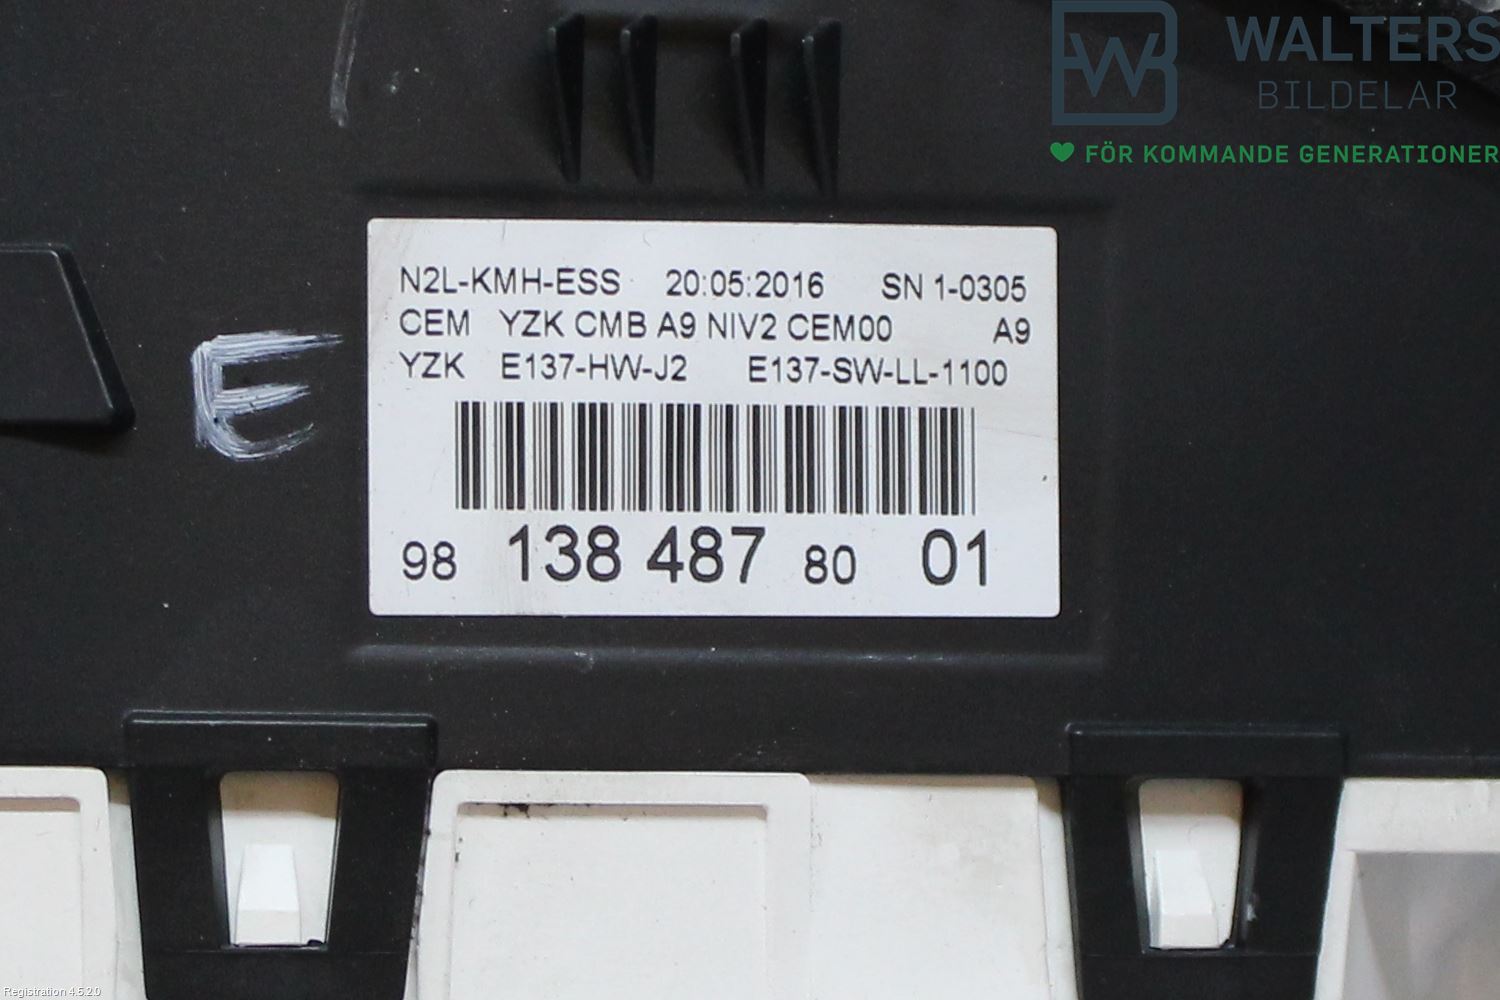 WALTERS
BILDELAR
FÖR KOMMANDE GENERATIONER
N2L-KMH-ESS 20:05:2016 SN 1-0305
CEM YZK CMB A9 NIV2 CEM00 A9
YZK E137-HW-J2 E137-SW-LL-1100
E
98 138 487 80 01
Registration 4.5.2.0